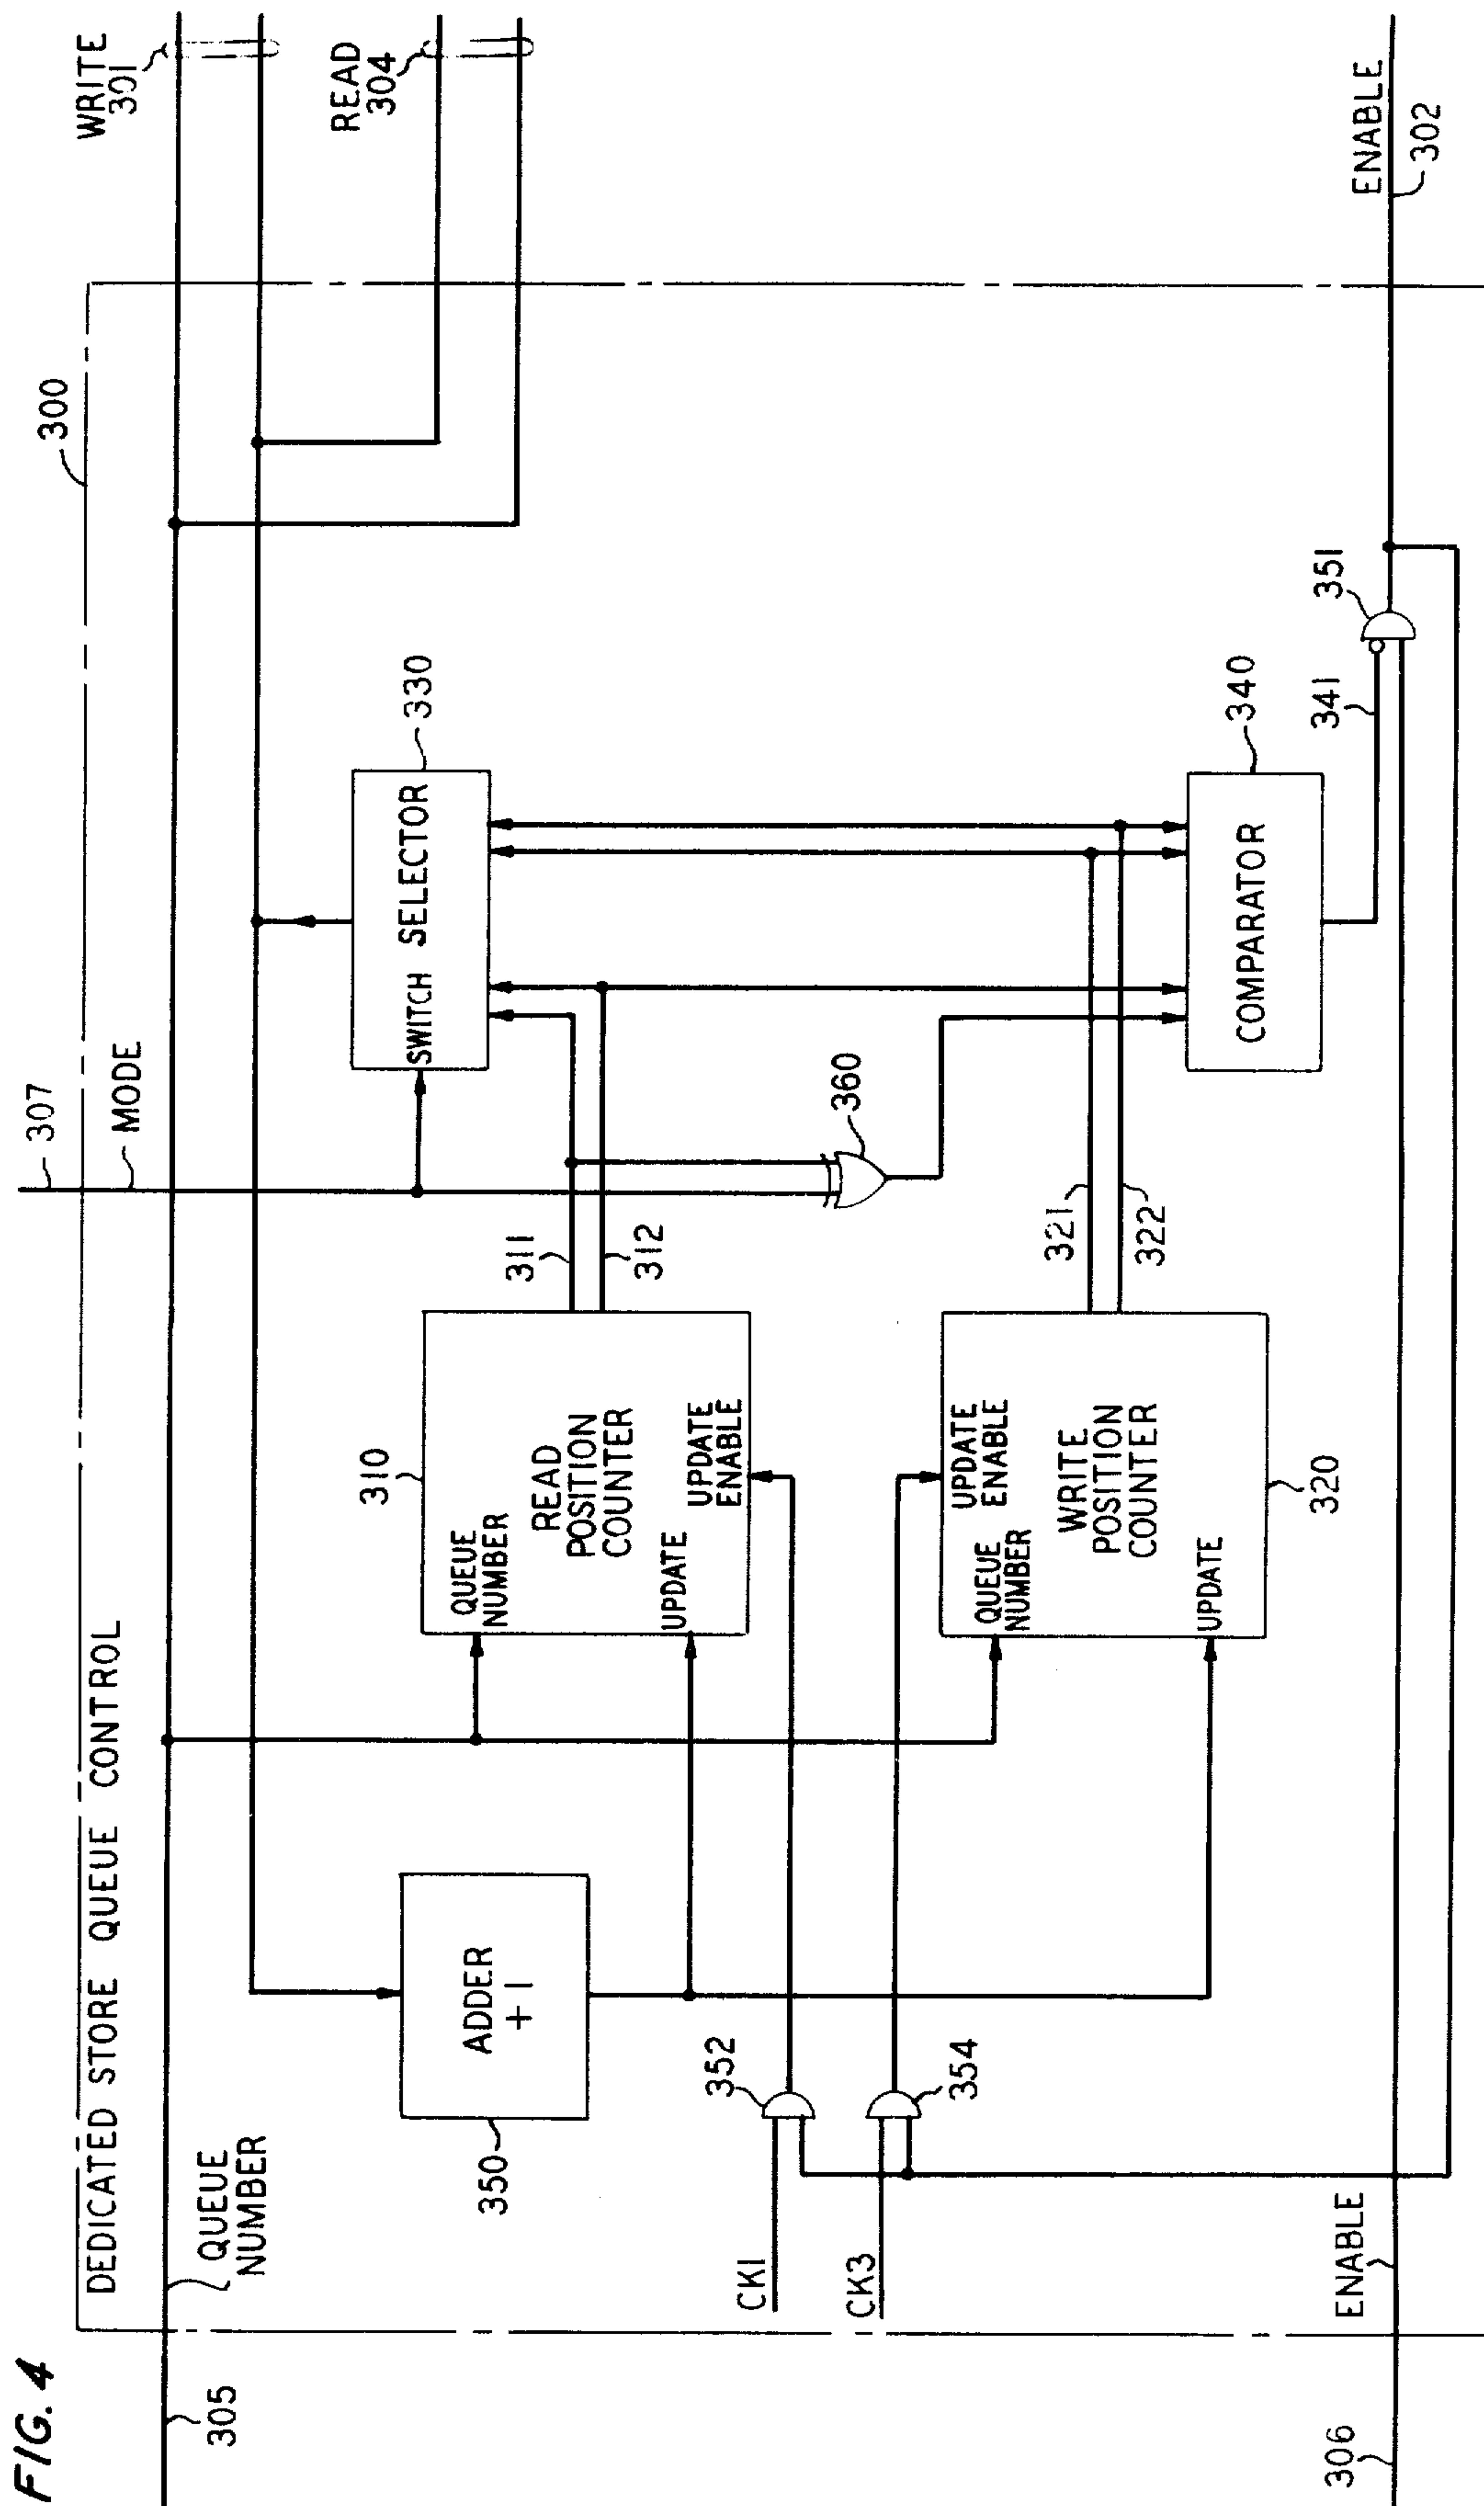 FIG. 4
DEDICATED STORE QUEUE CONTROL
300
307
MODE
WRITE
301
READ
304
305
QUEUE
NUMBER
ADDER
+1
350
310
QUEUE
NUMBER
READ
POSITION
COUNTER
UPDATE
UPDATE
ENABLE
311
312
SWITCH SELECTOR
330
360
352
354
CK1
CK3
UPDATE
ENABLE
QUEUE
NUMBER
WRITE
POSITION
COUNTER
UPDATE
320
321
322
COMPARATOR
340
341
351
306
ENABLE
ENABLE
302